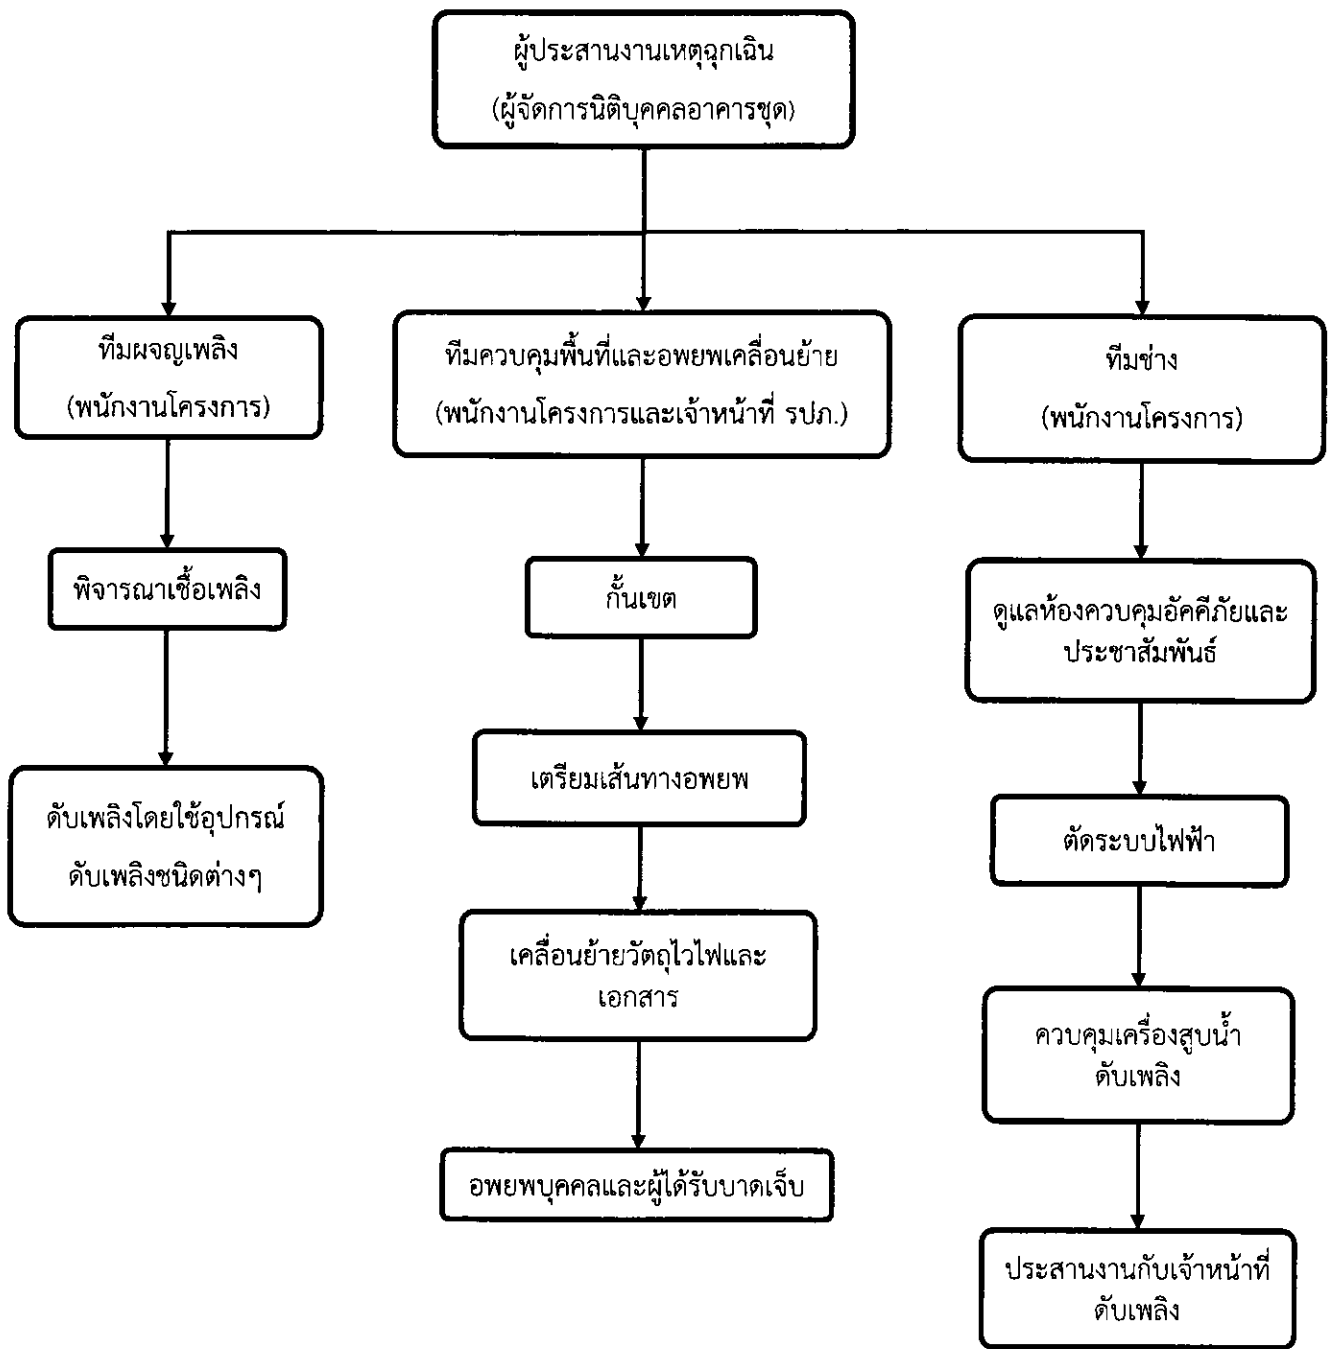 ผู้ประสานงานเหตุฉุกเฉิน
(ผู้จัดการนิติบุคคลอาคารชุด)
ทีมผจญเพลิง
(พนักงานโครงการ)
พิจารณาเชื้อเพลิง
ดับเพลิงโดยใช้อุปกรณ์
ดับเพลิงชนิดต่างๆ
ทีมควบคุมพื้นที่และอพยพเคลื่อนย้าย
(พนักงานโครงการและเจ้าหน้าที่ รปภ.)
กั้นเขต
เตรียมเส้นทางอพยพ
เคลื่อนย้ายวัตถุไวไฟและ
เอกสาร
อพยพบุคคลและผู้ได้รับบาดเจ็บ
ทีมช่าง
(พนักงานโครงการ)
ดูแลห้องควบคุมอัคคีภัยและ
ประชาสัมพันธ์
ตัดระบบไฟฟ้า
ควบคุมเครื่องสูบน้ำ
ดับเพลิง
ประสานงานกับเจ้าหน้าที่
ดับเพลิง